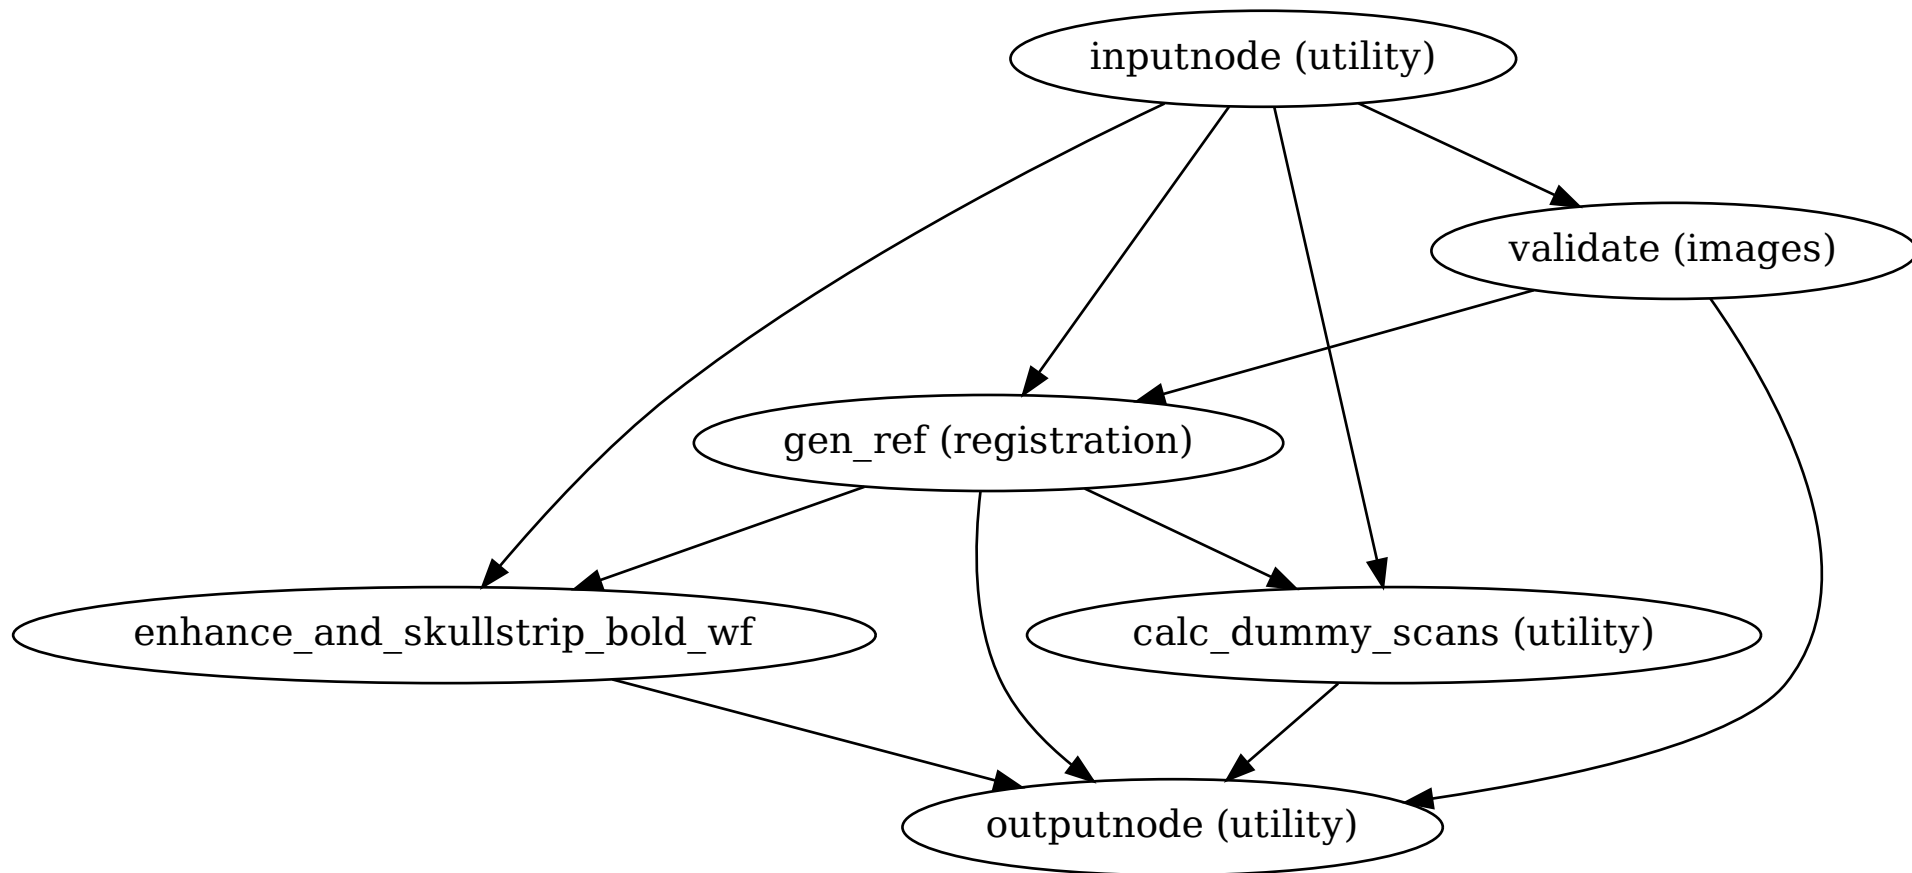 inputnode (utility)
validate (images)
gen_ref (registration)
enhance_and_skullstrip_bold_wf
calc_dummy_scans (utility)
outputnode (utility)